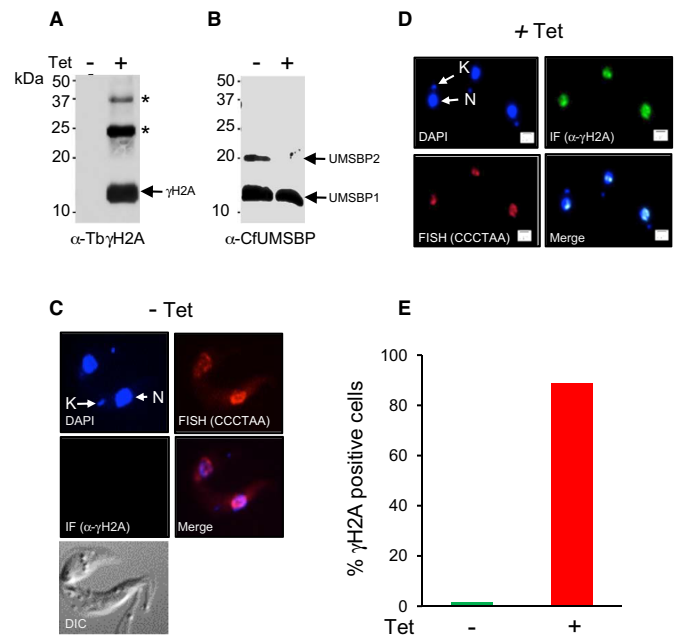 A
Tet - +
kDa
50
37 *
25 *
20
γH2A
10
α-TbγH2A
B
- +
50
37
25
20 UMSBP2
UMSBP1
10
α-CfUMSBP
D
+ Tet
K
N
DAPI
IF (α-γH2A)
FISH (CCCTAA)
Merge
C
- Tet
K N
DAPI
FISH (CCCTAA)
IF (α-γH2A)
Merge
DIC
E
% γH2A positive cells
100
80
60
40
20
0
Tet - +